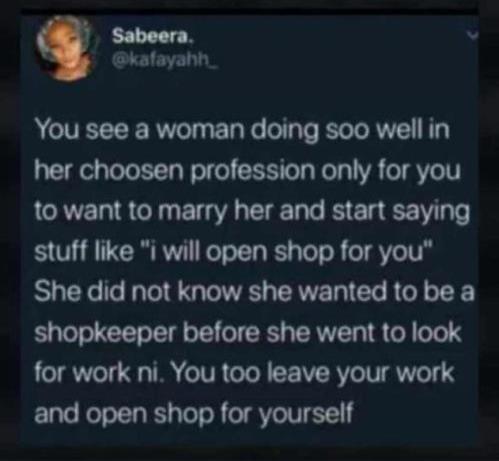 Sabeera.
@kafayahh_
You see a woman doing soo well in
her choosen profession only for you
to want to marry her and start saying
stuff like "i will open shop for you"
She did not know she wanted to be a
shopkeeper before she went to look
for work ni. You too leave your work
and open shop for yourself